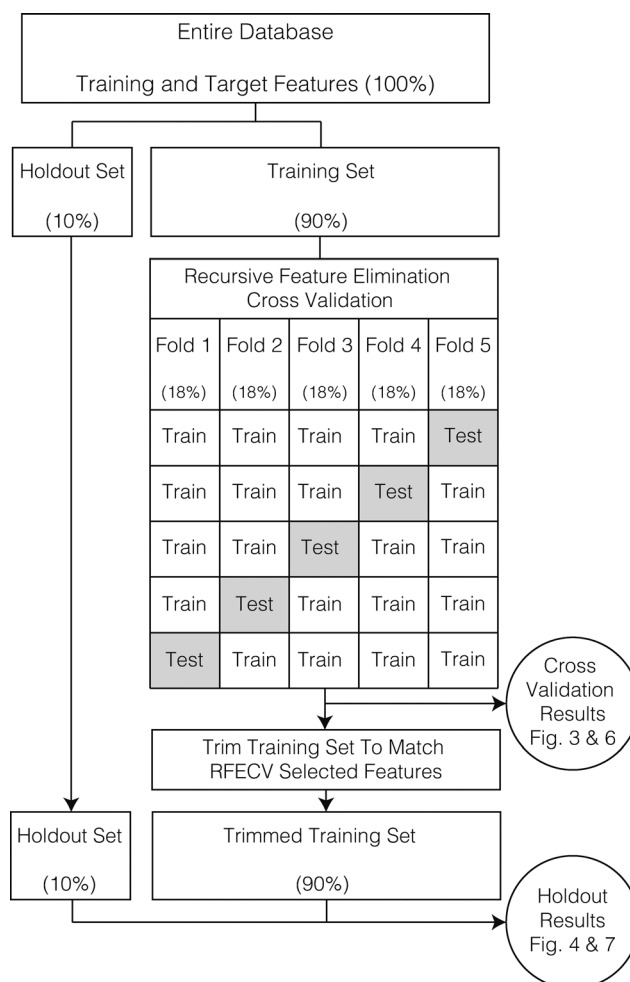 Entire Database
Training and Target Features (100%)
Holdout Set
(10%)
Training Set
(90%)
Recursive Feature Elimination
Cross Validation
Fold 1 Fold 2 Fold 3 Fold 4 Fold 5
(18%) (18%) (18%) (18%) (18%)
Train Train Train Train Test
Train Train Train Test Train
Train Train Test Train Train
Train Test Train Train Train
Test Train Train Train Train
Cross
Validation
Results
Fig. 3 & 6
Trim Training Set To Match
RFECV Selected Features
Holdout Set
(10%)
Trimmed Training Set
(90%)
Holdout
Results
Fig. 4 & 7